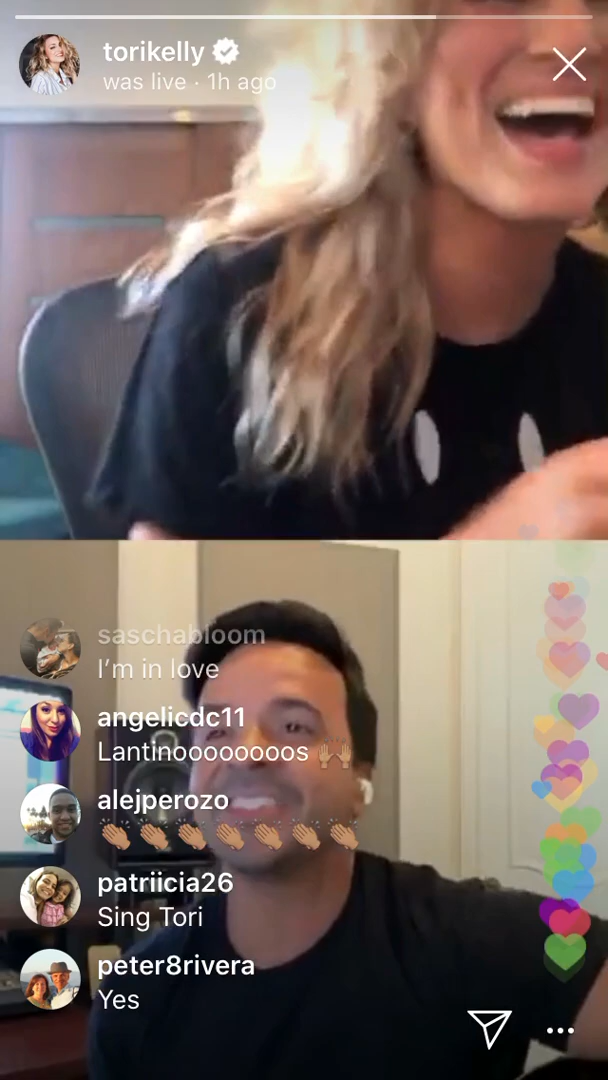 torikelly
was live · 1h ago
saschabloom
I'm in love
angelicdc11
Lantinoooooooos 🙌🏽
alejperozo
👏🏽👏🏽👏🏽👏🏽👏🏽👏🏽👏🏽
patriicia26
Sing Tori
peter8rivera
Yes